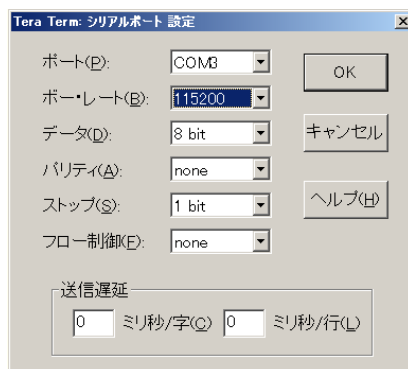 Tera Term: シリアルポート 設定
ポート(P): COM3
OK
ボー・レート(B): 115200
データ(D): 8 bit
キャンセル
パリティ(A): none
ストップ(S): 1 bit
ヘルプ(H)
フロー制御(F): none
送信遅延
0 ミリ秒/字(C) 0 ミリ秒/行(L)